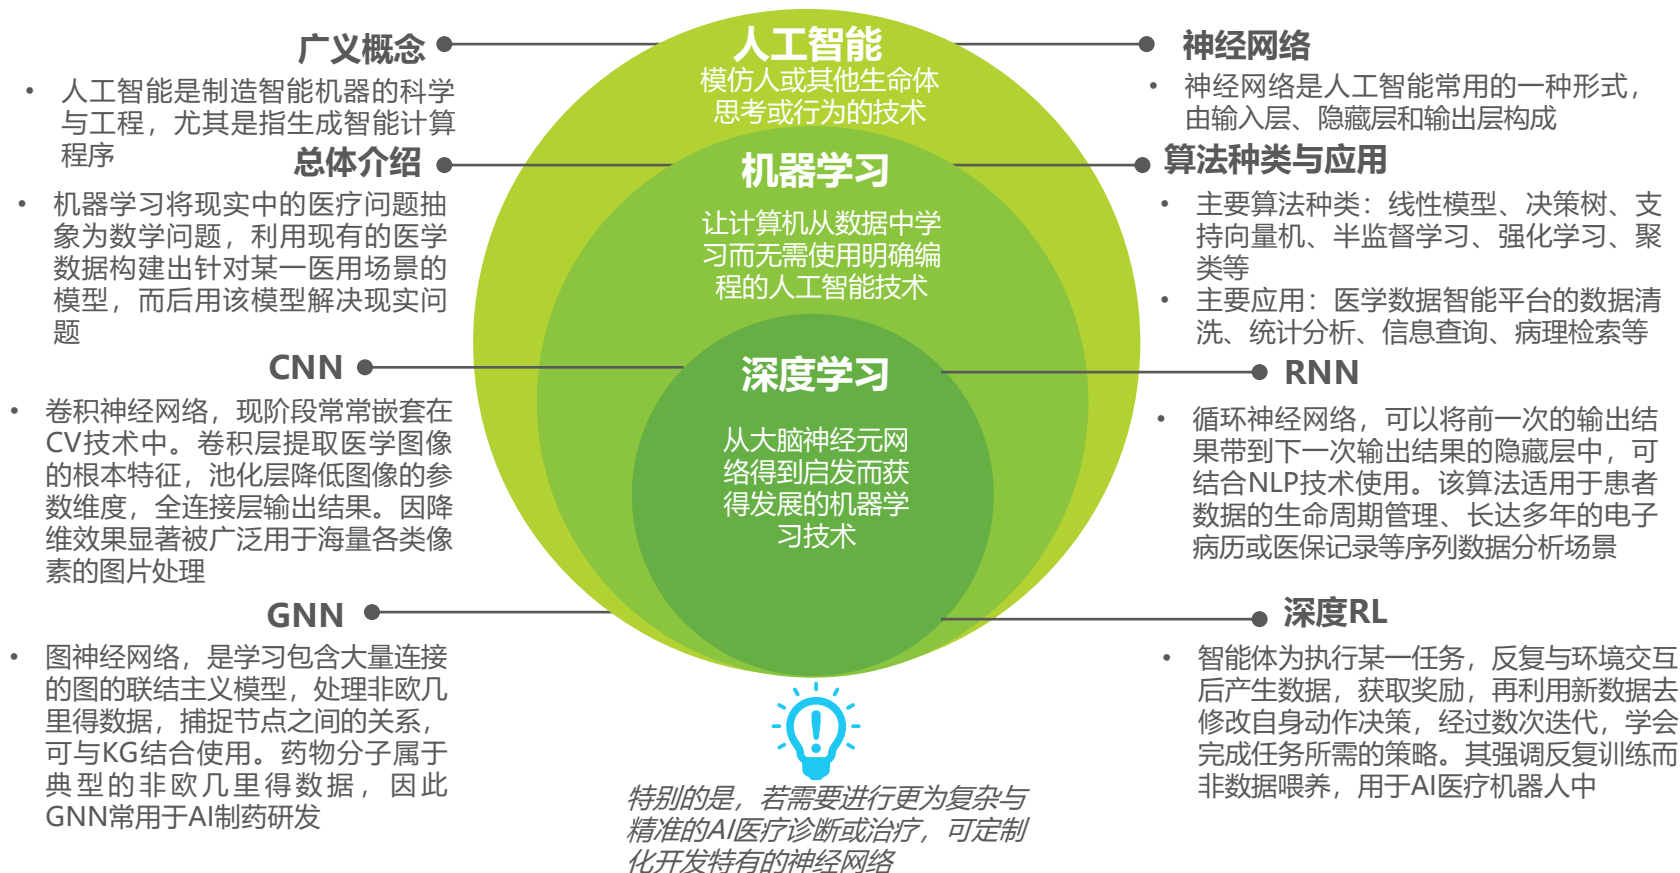 广义概念
人工智能是制造智能机器的科学
与工程，尤其是指生成智能计算
程序
总体介绍
机器学习将现实中的医疗问题抽
象为数学问题，利用现有的医学
数据构建出针对某一医用场景的
模型，而后用该模型解决现实问
题
CNN
卷积神经网络，现阶段常常嵌套在
CV技术中。卷积层提取医学图像
的根本特征，池化层降低图像的参
数维度，全连接层输出结果。因降
维效果显著被广泛用于海量各类像
素的图片处理
GNN
图神经网络，是学习包含大量连接
的图的联结主义模型，处理非欧几
里得数据，捕捉节点之间的关系，
可与KG结合使用。药物分子属于
典型的非欧几里得数据，因此
GNN常用于AI制药研发
人工智能
模仿人或其他生命体
思考或行为的技术
机器学习
让计算机从数据中学
习而无需使用明确编
程的人工智能技术
深度学习
从大脑神经元网
络得到启发而获
得发展的机器学
习技术
特别的是，若需要进行更为复杂与
精准的AI医疗诊断或治疗，可定制
化开发特有的神经网络
神经网络
神经网络是人工智能常用的一种形式，
由输入层、隐藏层和输出层构成
算法种类与应用
主要算法种类：线性模型、决策树、支
持向量机、半监督学习、强化学习、聚
类等
主要应用：医学数据智能平台的数据清
洗、统计分析、信息查询、病理检索等
RNN
循环神经网络，可以将前一次的输出结
果带到下一次输出结果的隐藏层中，可
结合NLP技术使用。该算法适用于患者
数据的生命周期管理、长达多年的电子
病历或医保记录等序列数据分析场景
深度RL
智能体为执行某一任务，反复与环境交互
后产生数据，获取奖励，再利用新数据去
修改自身动作决策，经过数次迭代，学会
完成任务所需的策略。其强调反复训练而
非数据喂养，用于AI医疗机器人中